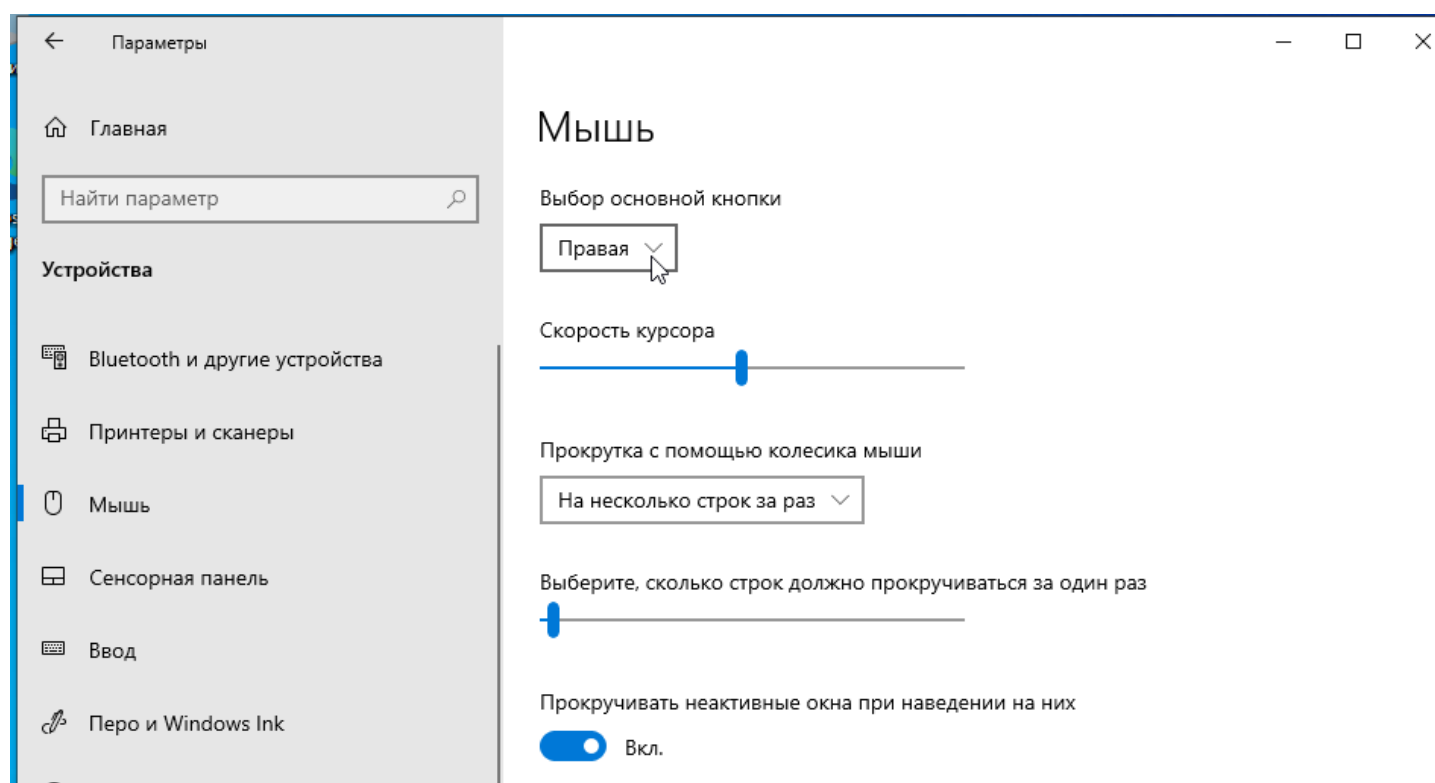 Параметры
Главная
Найти параметр
Устройства
Bluetooth и другие устройства
Принтеры и сканеры
Мышь
Сенсорная панель
Ввод
Перо и Windows Ink
Мышь
Выбор основной кнопки
Правая
Скорость курсора
Прокрутка с помощью колесика мыши
На несколько строк за раз
Выберите, сколько строк должно прокручиваться за один раз
Прокручивать неактивные окна при наведении на них
Вкл.